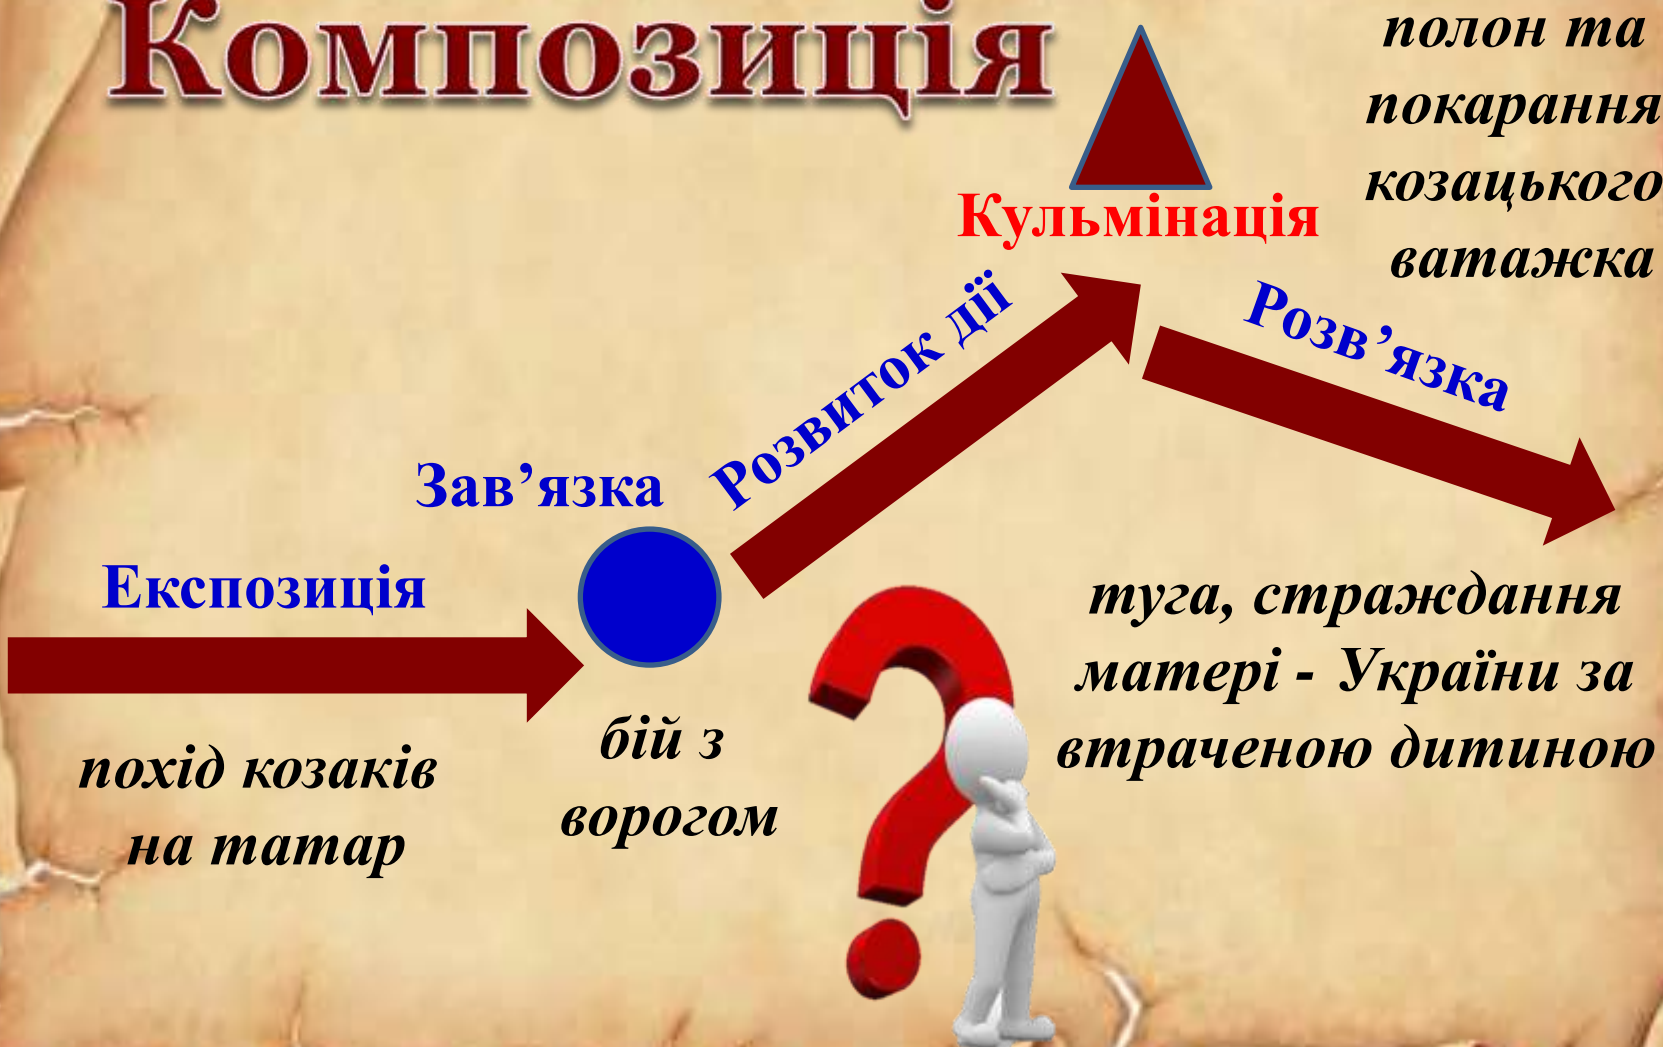 Композиція
полон та
покарання
козацького
ватажка
Кульмінація
Розвиток дії
Розв’язка
Зав’язка
Експозиція
туга, страждання
матері - України за
втраченою дитиною
бій з
ворогом
похід козаків
на татар